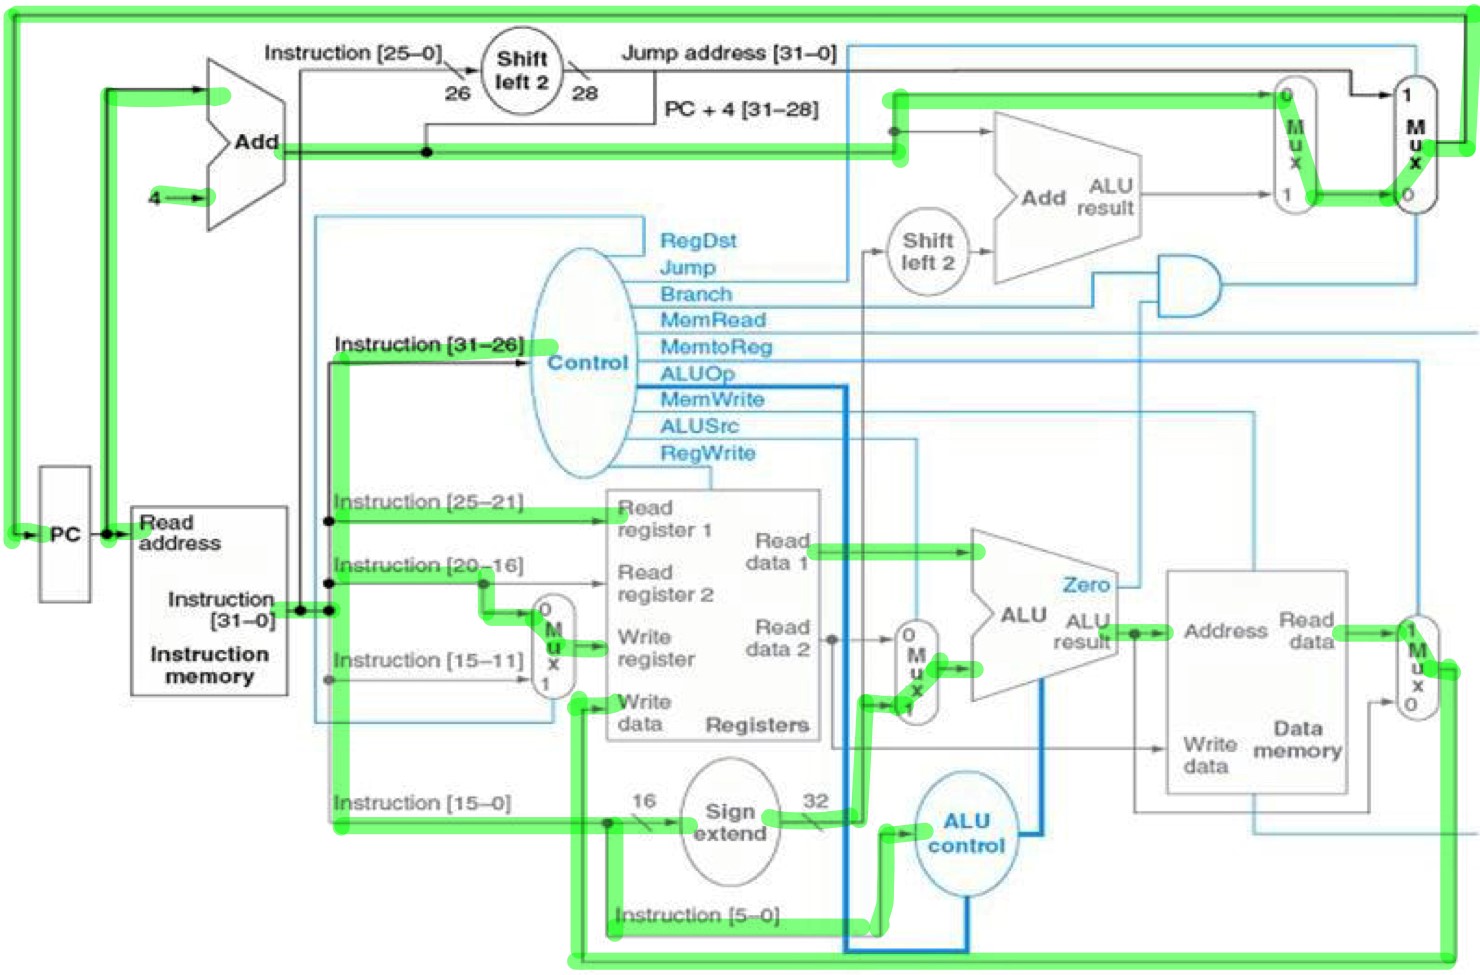 Instruction [25–0]
Shift
left 2
Jump address [31–0]
26
28
PC + 4 [31–28]
Add
4
0
M
u
x
1
1
M
u
x
0
Add
ALU
result
Shift
left 2
RegDst
Jump
Branch
MemRead
MemtoReg
ALUOp
MemWrite
ALUSrc
RegWrite
Control
Instruction [31–26]
PC
Read
address
Instruction
[31–0]
Instruction
memory
Instruction [25–21]
Instruction [20–16]
Instruction [15–11]
0
M
u
x
1
Read
register 1
Read
register 2
Write
register
Write
data
Read
data 1
Read
data 2
Registers
0
M
u
x
1
Zero
ALU
ALU
result
Address
Read
data
Write
data
Data
memory
1
M
u
x
0
Instruction [15–0]
16
Sign
extend
32
ALU
control
Instruction [5–0]